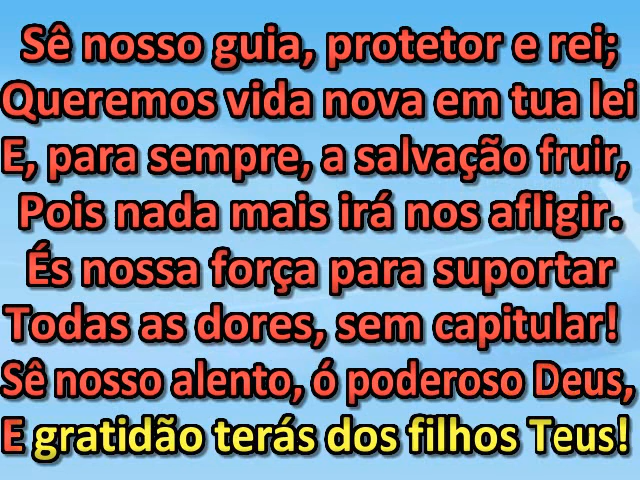 Sê nosso guia, protetor e rei;
Queremos vida nova em tua lei
E, para sempre, a salvação fruir,
Pois nada mais irá nos afligir.
És nossa força para suportar
Todas as dores, sem capitular!
Sê nosso alento, ó poderoso Deus,
E gratidão terás dos filhos Teus!